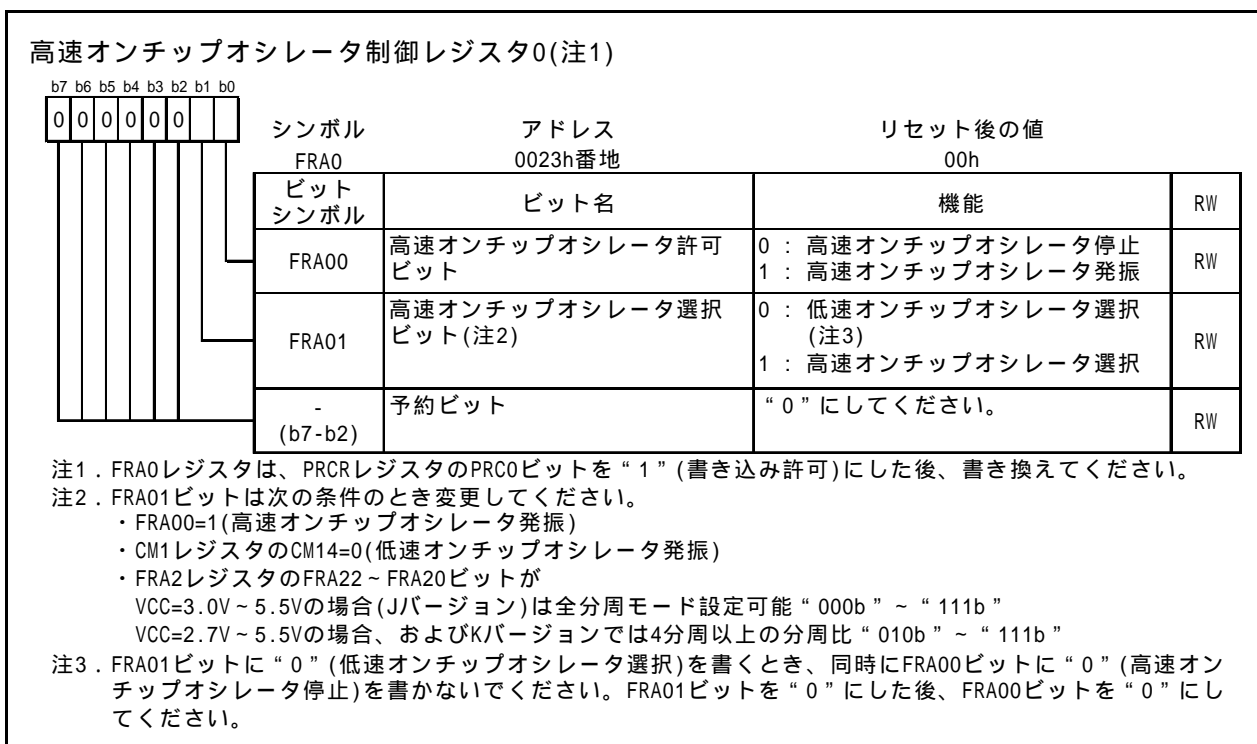 高速オンチップオシレータ制御レジスタ0(注1)
b7 b6 b5 b4 b3 b2 b1 b0
0 0 0 0 0 0
シンボル アドレス リセット後の値
FRA0 0023h番地 00h
ビット
シンボル ビット名 機能 RW
FRA00 高速オンチップオシレータ許可
ビット 0 : 高速オンチップオシレータ停止
1 : 高速オンチップオシレータ発振 RW
FRA01 高速オンチップオシレータ選択
ビット(注2) 0 : 低速オンチップオシレータ選択
(注3)
1 : 高速オンチップオシレータ選択 RW
-
(b7-b2) 予約ビット “0”にしてください。 RW
注1．FRA0レジスタは、PRCRレジスタのPRC0ビットを“1”(書き込み許可)にした後、書き換えてください。
注2．FRA01ビットは次の条件のとき変更してください。
・FRA00=1(高速オンチップオシレータ発振)
・CM1レジスタのCM14=0(低速オンチップオシレータ発振)
・FRA2レジスタのFRA22～FRA20ビットが
VCC=3.0V～5.5Vの場合(Jバージョン)は全分周モード設定可能“000b”～“111b”
VCC=2.7V～5.5Vの場合、およびKバージョンでは4分周以上の分周比“010b”～“111b”
注3．FRA01ビットに“0”(低速オンチップオシレータ選択)を書くとき、同時にFRA00ビットに“0”(高速オン
チップオシレータ停止)を書かないでください。FRA01ビットを“0”にした後、FRA00ビットを“0”にし
てください。